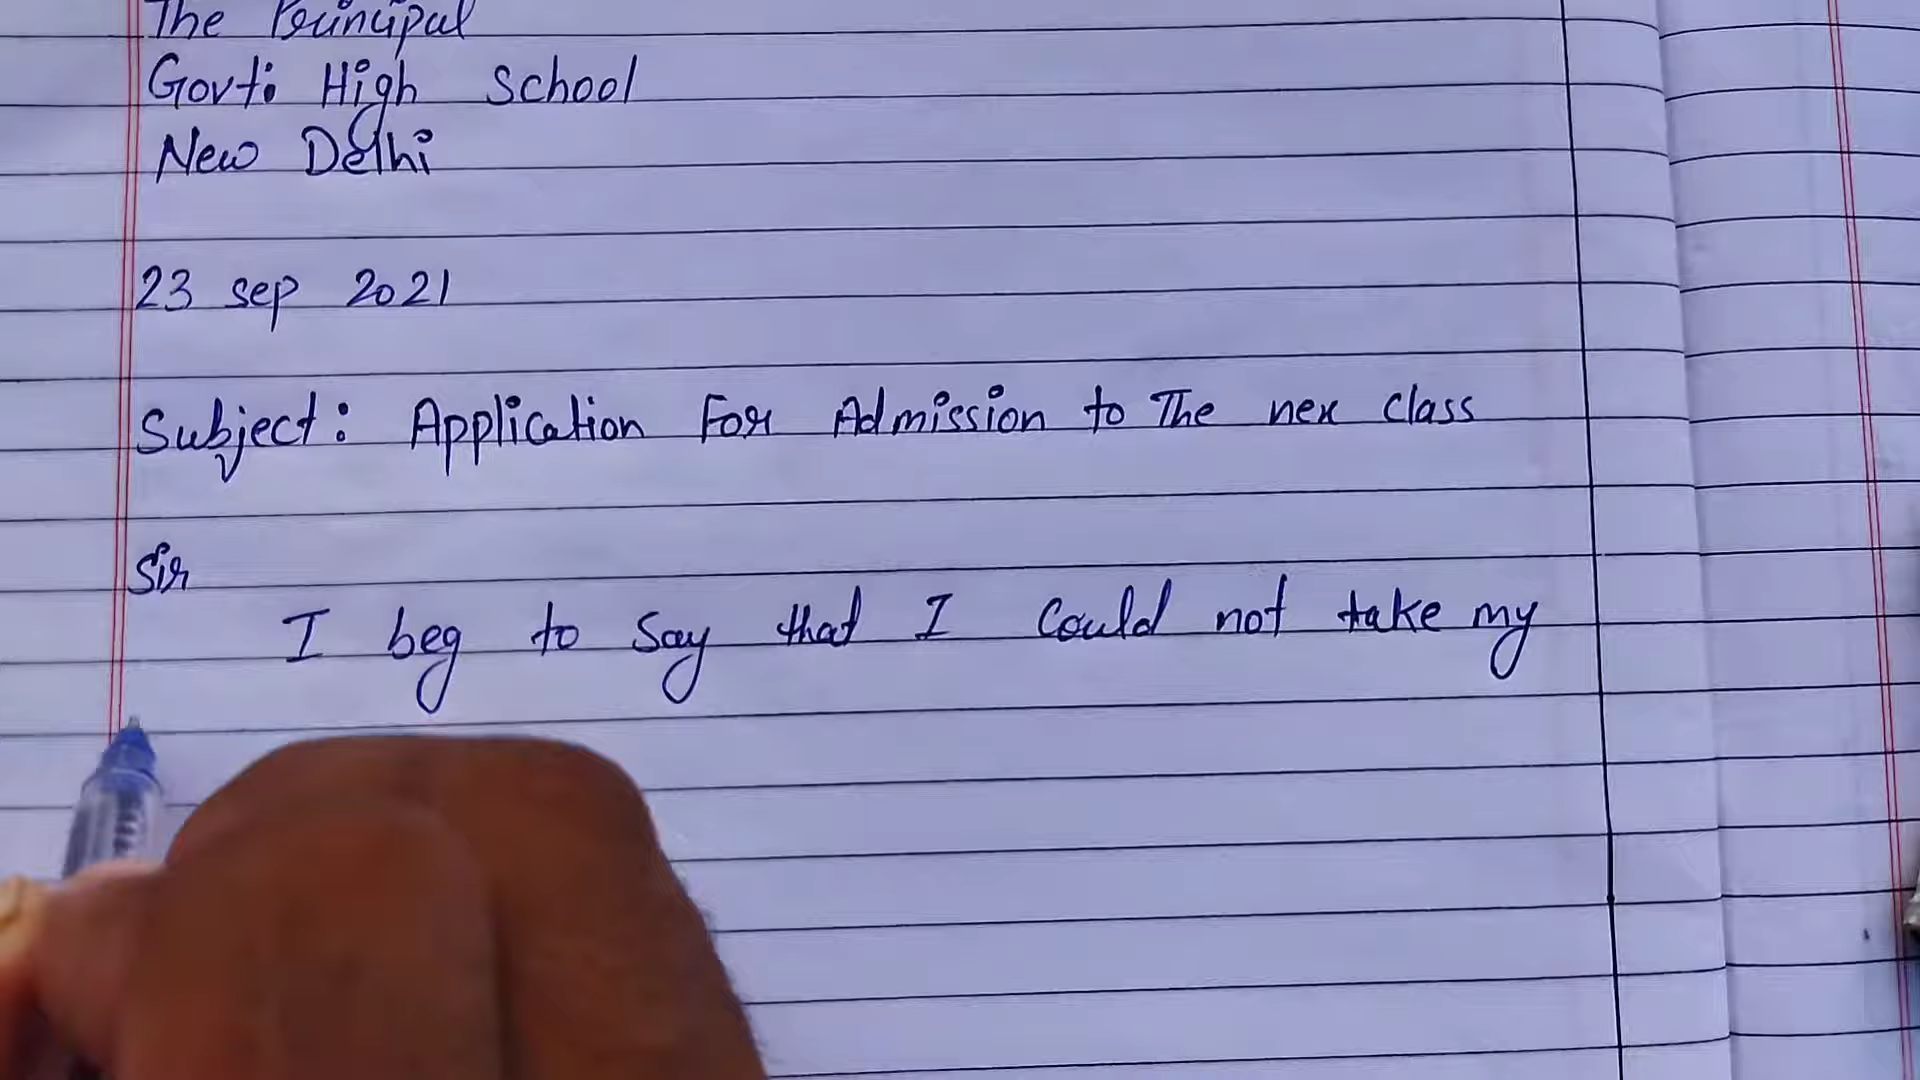 The Principal
Govt. High School
New Delhi
23 sep 2021
Subject: Application For Admission to The nex class
Sir
I beg to say that I Could not take my